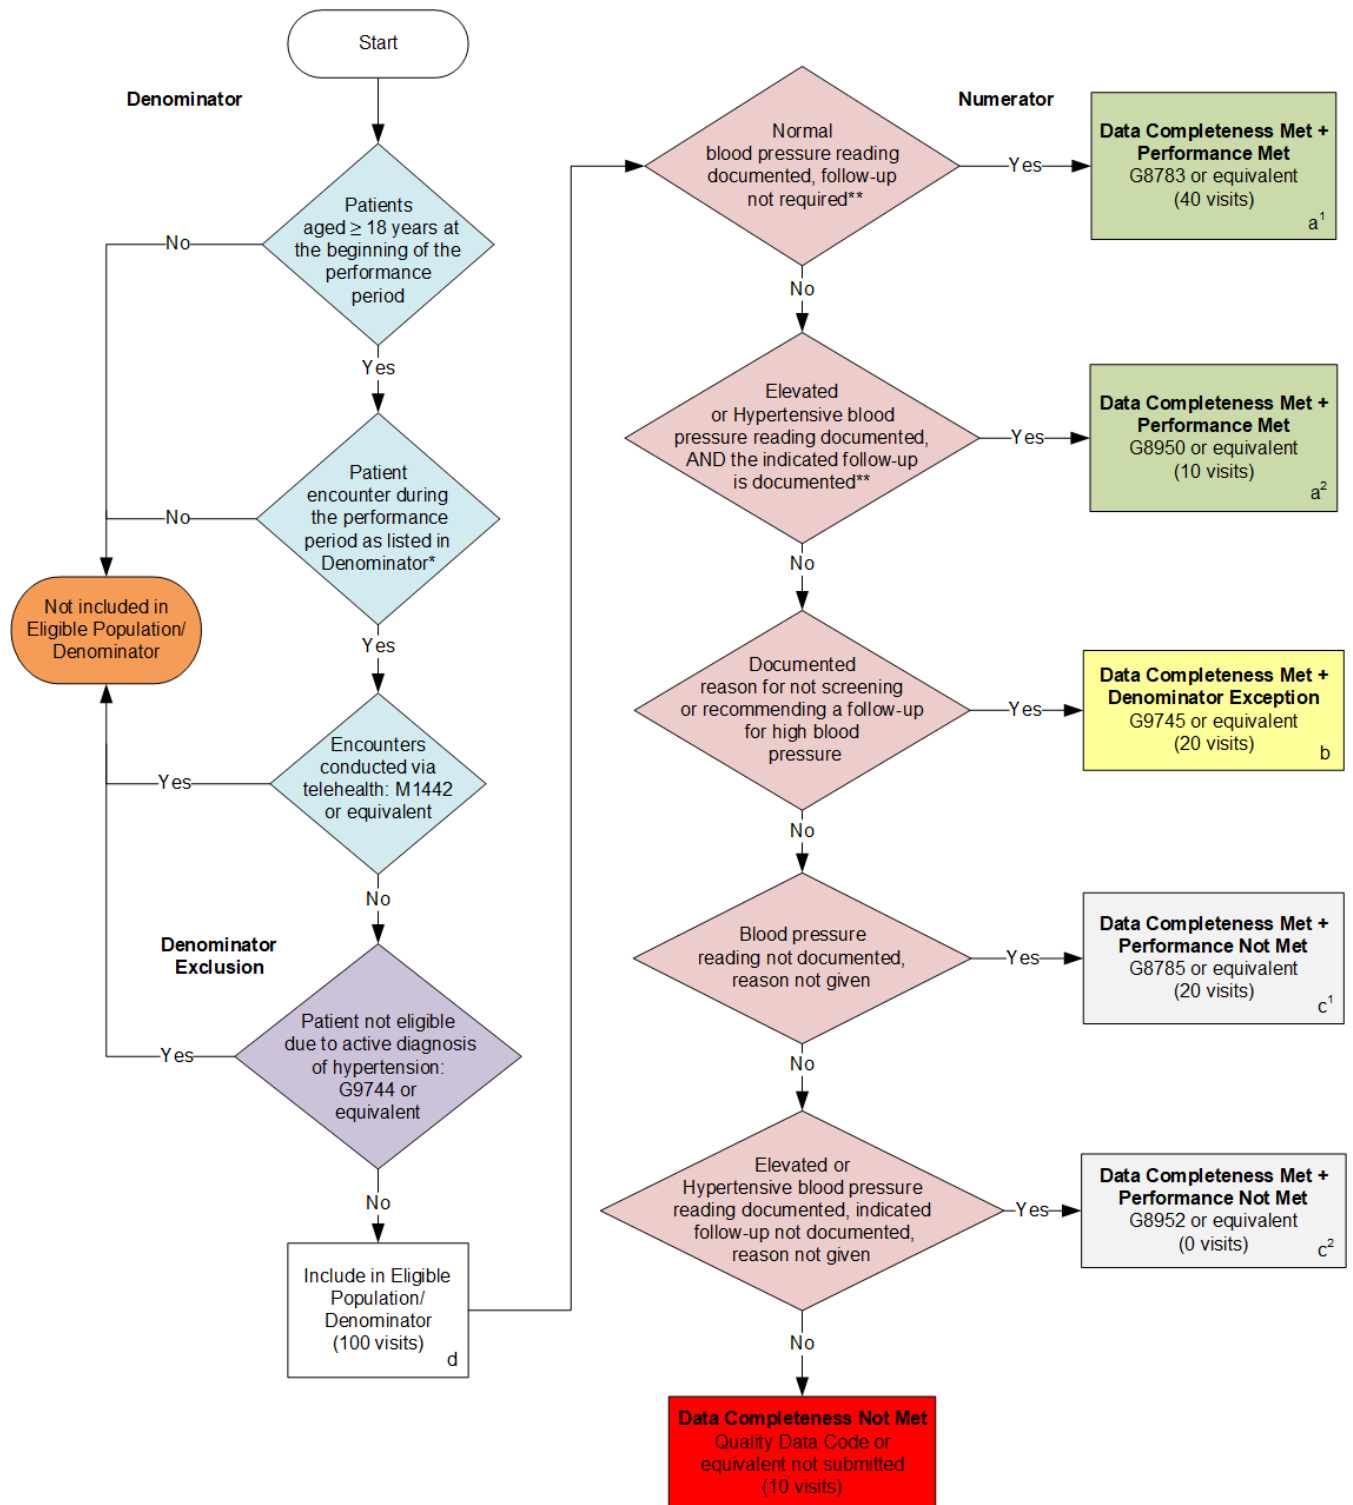 Start
Denominator
Patients
aged ≥ 18 years at
the beginning of the
performance
period
No
Yes
Patient
encounter during
the performance
period as listed in
Denominator*
No
Not included in
Eligible Population/
Denominator
Yes
Encounters
conducted via
telehealth: M1442
or equivalent
Yes
No
Denominator
Exclusion
Patient not eligible
due to active diagnosis
of hypertension:
G9744 or
equivalent
Yes
No
Include in Eligible
Population/
Denominator
(100 visits)
d
Numerator
Normal
blood pressure reading
documented, follow-up
not required**
Yes
Data Completeness Met +
Performance Met
G8783 or equivalent
(40 visits)
a¹
No
Elevated
or Hypertensive blood
pressure reading documented,
AND the indicated follow-up
is documented**
Yes
Data Completeness Met +
Performance Met
G8950 or equivalent
(10 visits)
a²
No
Documented
reason for not screening
or recommending a follow-up
for high blood
pressure
Yes
Data Completeness Met +
Denominator Exception
G9745 or equivalent
(20 visits)
b
No
Blood pressure
reading not documented,
reason not given
Yes
Data Completeness Met +
Performance Not Met
G8785 or equivalent
(20 visits)
c¹
No
Elevated or
Hypertensive blood pressure
reading documented, indicated
follow-up not documented,
reason not given
Yes
Data Completeness Met +
Performance Not Met
G8952 or equivalent
(0 visits)
c²
No
Data Completeness Not Met
Quality Data Code or
equivalent not submitted
(10 visits)